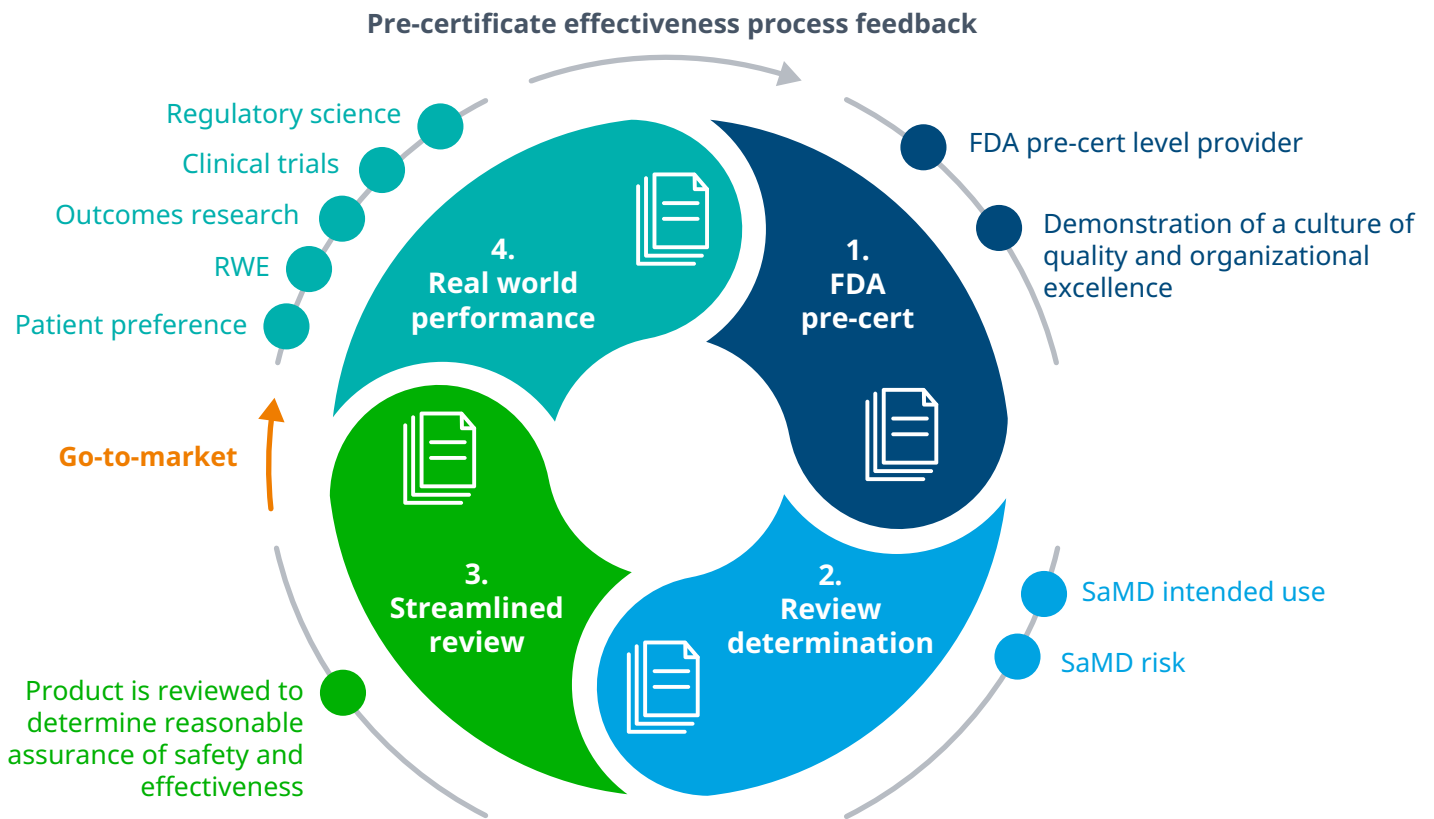 Pre-certificate effectiveness process feedback
Regulatory science
Clinical trials
Outcomes research
RWE
Patient preference
FDA pre-cert level provider
Demonstration of a culture of
quality and organizational
excellence
4.
Real world
performance
1.
FDA
pre-cert
Go-to-market
3.
Streamlined
review
2.
Review
determination
SaMD intended use
SaMD risk
Product is reviewed to
determine reasonable
assurance of safety and
effectiveness